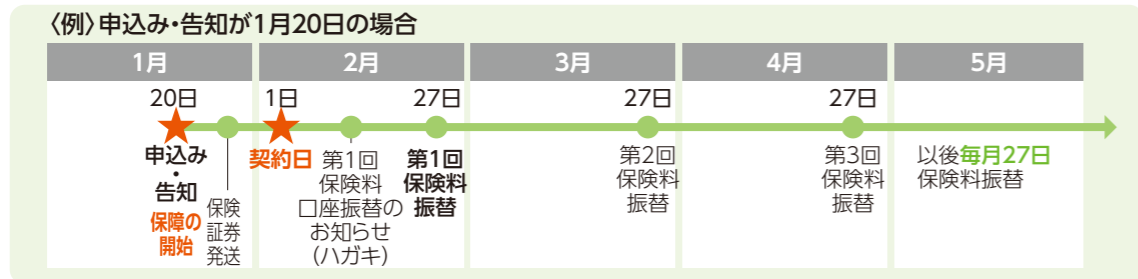 〈例〉申込み・告知が1月20日の場合
1月
2月
3月
4月
5月
20日
1日
27日
27日
27日
申込み
・
告知
保障の
開始
保険
証券
発送
契約日
第1回
保険料
口座振替の
お知らせ
(ハガキ)
第1回
保険料
振替
第2回
保険料
振替
第3回
保険料
振替
以後毎月27日
保険料振替